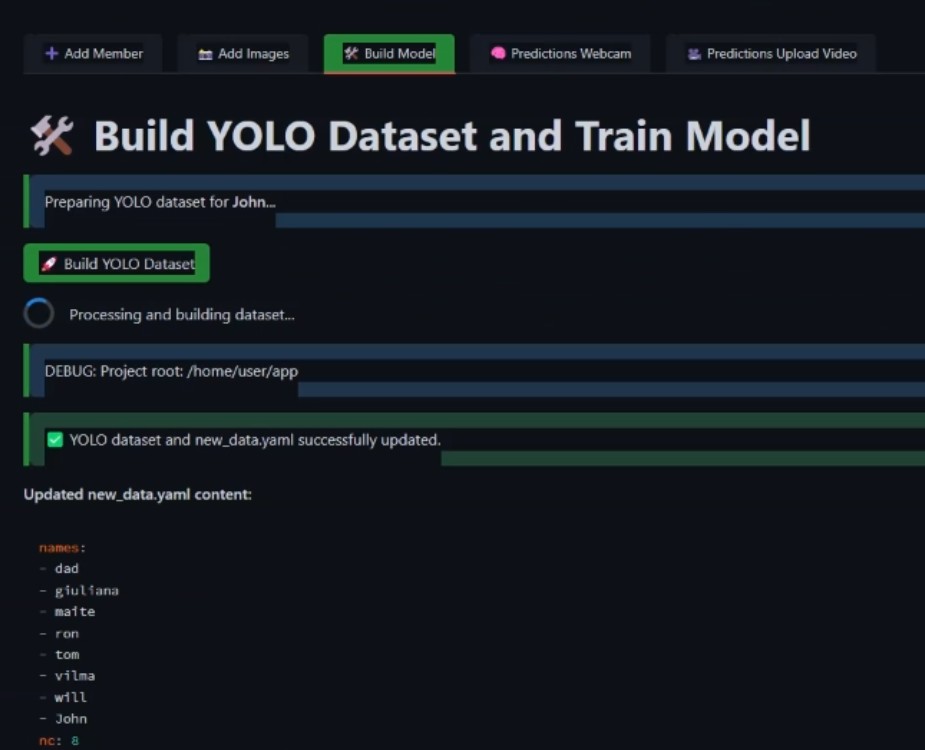 Add Member
Add Images
Build Model
Predictions Webcam
Predictions Upload Video
Build YOLO Dataset and Train Model
Preparing YOLO dataset for John...
Build YOLO Dataset
Processing and building dataset...
DEBUG: Project root: /home/user/app
YOLO dataset and new_data.yaml successfully updated.
Updated new_data.yaml content:
names:
- dad
- giuliana
- maite
- ron
- tom
- vilma
- will
- John
nc: 8